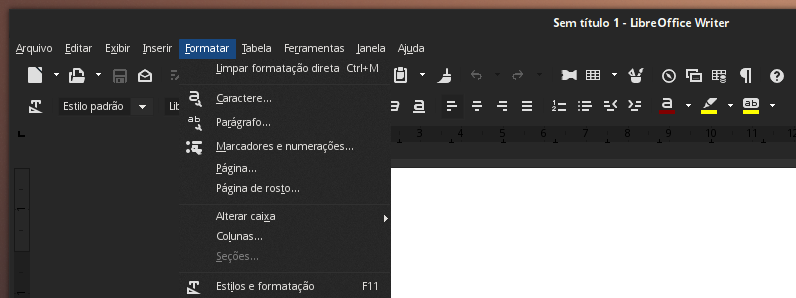 Sem título 1 - LibreOffice Writer
Arquivo Editar Exibir Inserir Formatar Tabela Ferramentas Janela Ajuda
Limpar formatação direta Ctrl+M
Estilo padrão Lib
Caractere...
3 4 5 6 7 8 9 10 11 12
Parágrafo...
Marcadores e numerações...
Página...
Página de rosto...
Alterar caixa
Colunas...
Seções...
Estilos e formatação F11